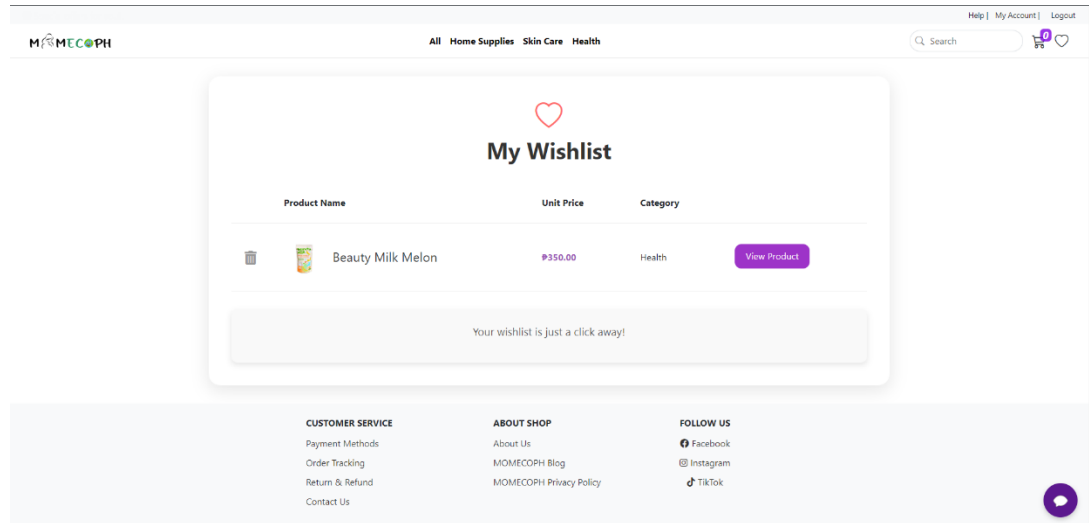 Help | My Account | Logout
MOMECOPH
All Home Supplies Skin Care Health
Search
0
My Wishlist
Product Name Unit Price Category
Beauty Milk Melon ₱350.00 Health View Product
Your wishlist is just a click away!
CUSTOMER SERVICE ABOUT SHOP FOLLOW US
Payment Methods About Us Facebook
Order Tracking MOMECOPH Blog Instagram
Return & Refund MOMECOPH Privacy Policy TikTok
Contact Us